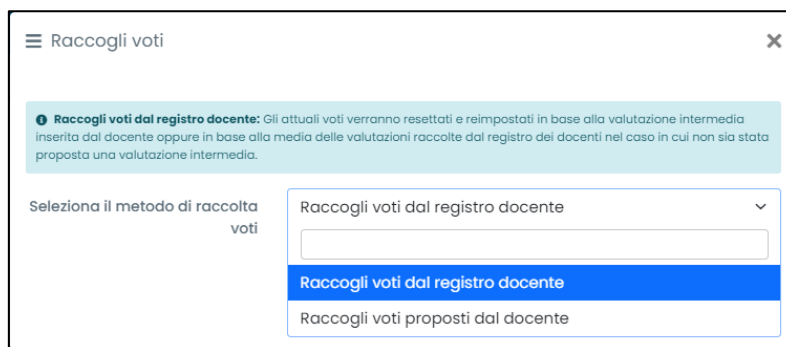 Raccogli voti
Raccogli voti dal registro docente: Gli attuali voti verranno resettati e reimpostati in base alla valutazione intermedia
inserita dal docente oppure in base alla media delle valutazioni raccolte dal registro dei docenti nel caso in cui non sia stata
proposta una valutazione intermedia.
Seleziona il metodo di raccolta
voti
Raccogli voti dal registro docente
Raccogli voti dal registro docente
Raccogli voti proposti dal docente